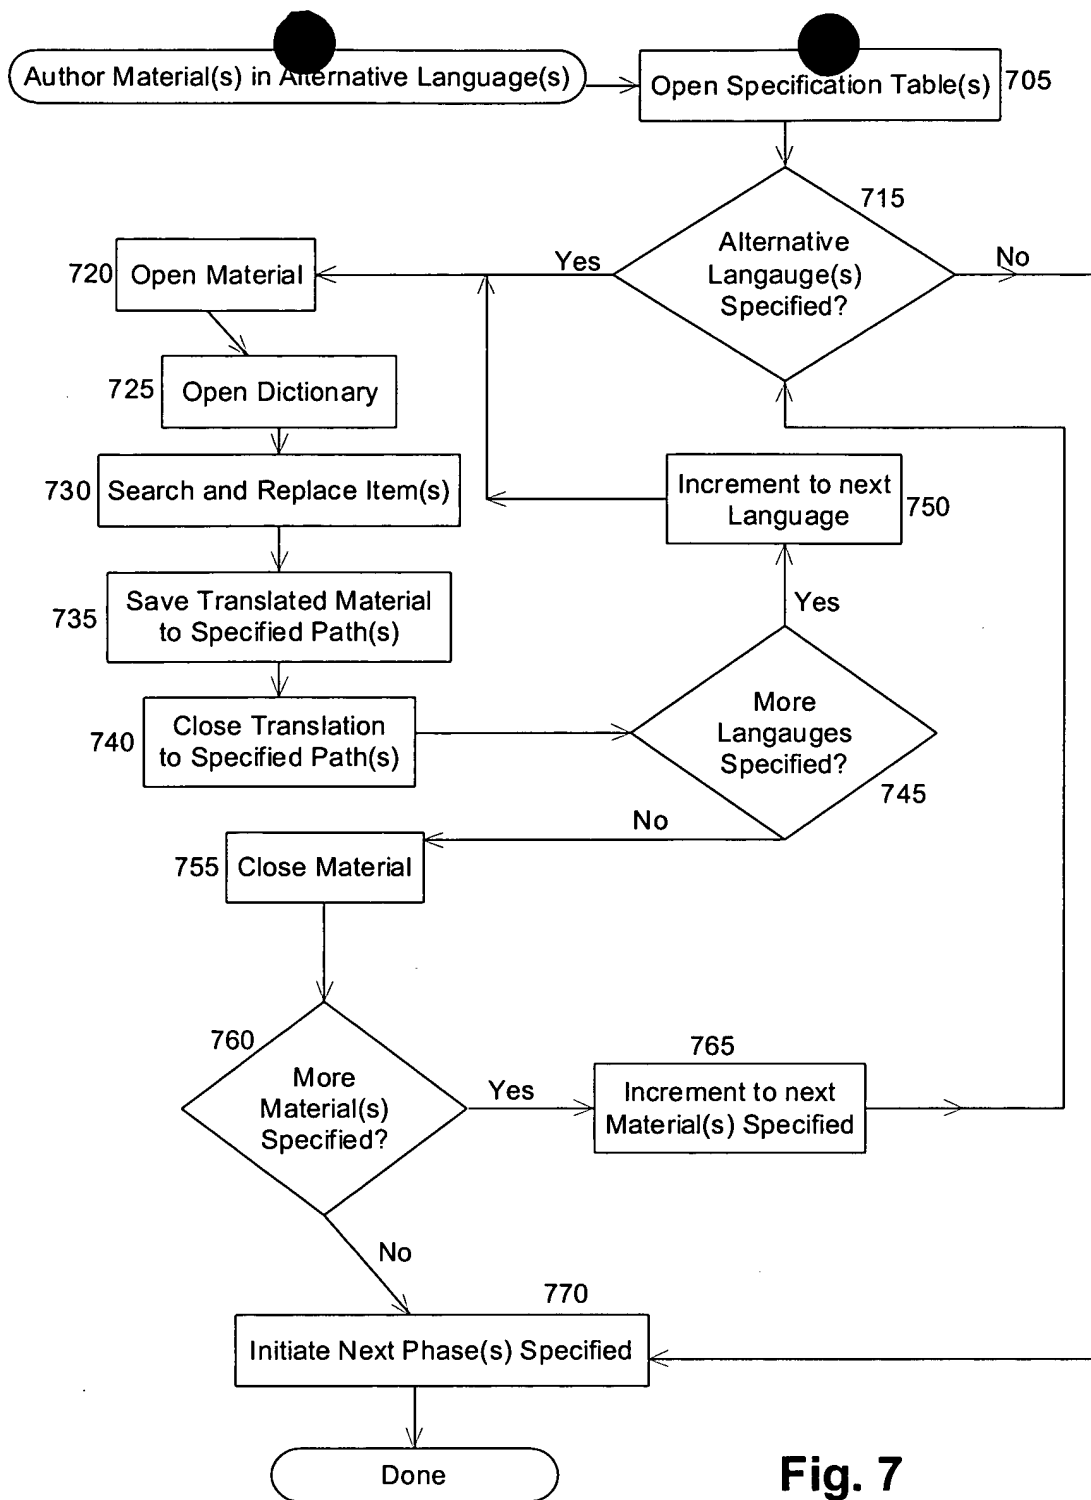 Author Material(s) in Alternative Language(s)
Open Specification Table(s)
705
715
Alternative
Langauge(s)
Specified?
Yes
No
720
Open Material
725
Open Dictionary
730
Search and Replace Item(s)
Increment to next
Language
750
735
Save Translated Material
to Specified Path(s)
Yes
740
Close Translation
to Specified Path(s)
More
Langauges
Specified?
745
No
755
Close Material
760
More
Material(s)
Specified?
Yes
765
Increment to next
Material(s) Specified
No
770
Initiate Next Phase(s) Specified
Done
Fig. 7